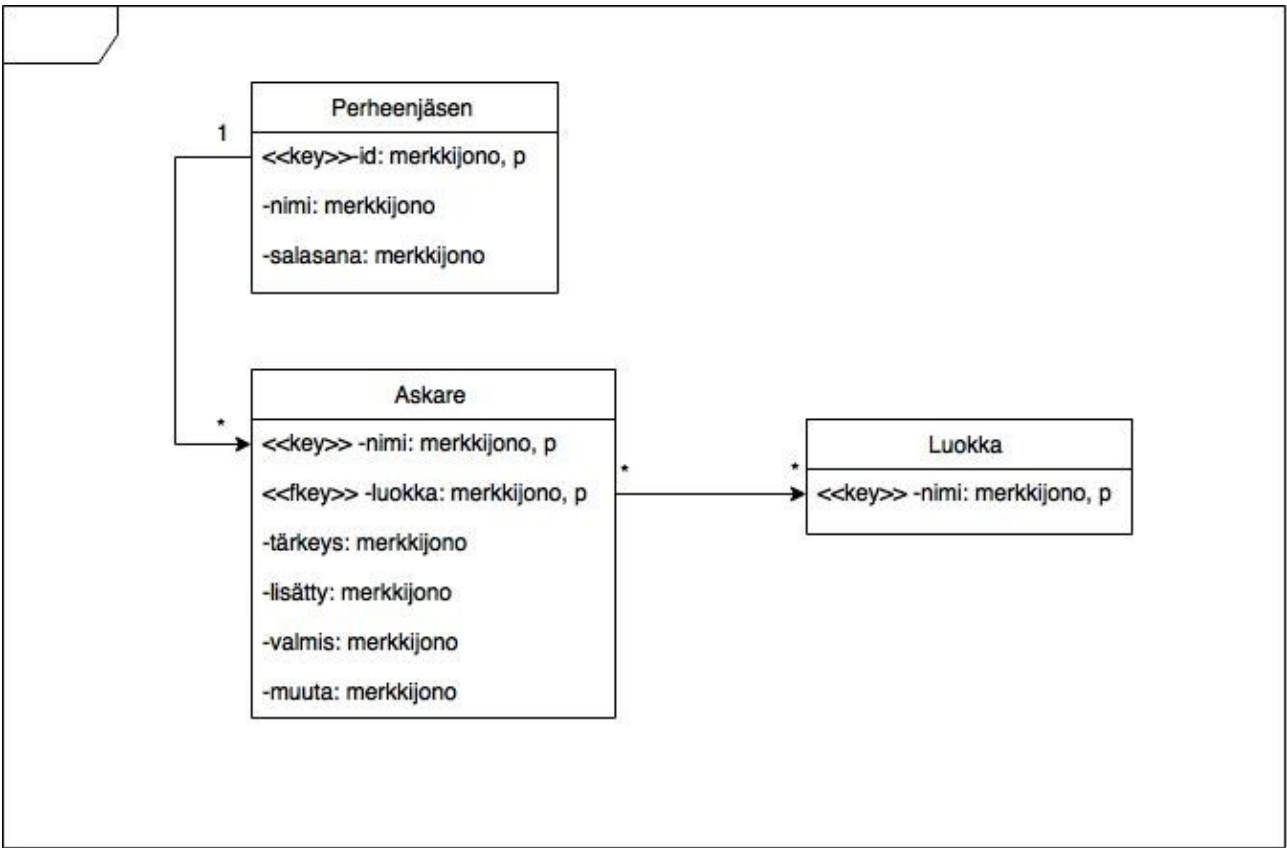 Perheenjäsen
1
<<key>>-id: merkkijono, p
-nimi: merkkijono
-salasana: merkkijono
Askare
*
<<key>> -nimi: merkkijono, p
<<fkey>> -luokka: merkkijono, p
-tärkeys: merkkijono
-lisätty: merkkijono
-valmis: merkkijono
-muuta: merkkijono
*
*
Luokka
<<key>> -nimi: merkkijono, p